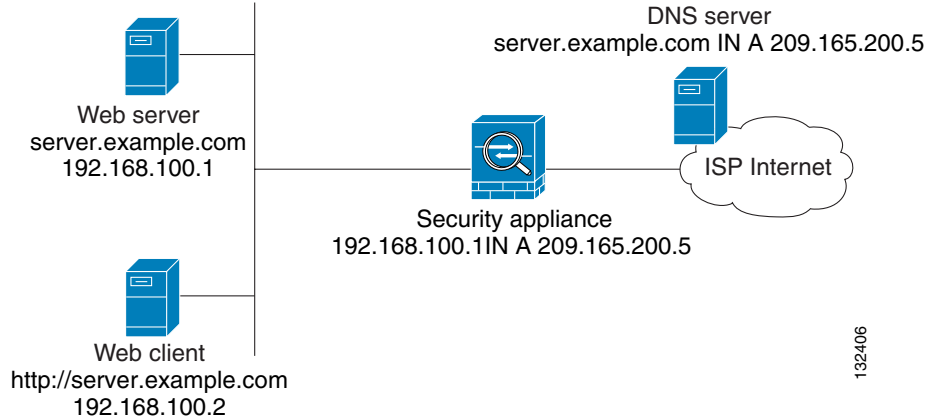 DNS server
server.example.com IN A 209.165.200.5
Web server
server.example.com
192.168.100.1
ISP Internet
Security appliance
192.168.100.1IN A 209.165.200.5
Web client
http://server.example.com
192.168.100.2
132406